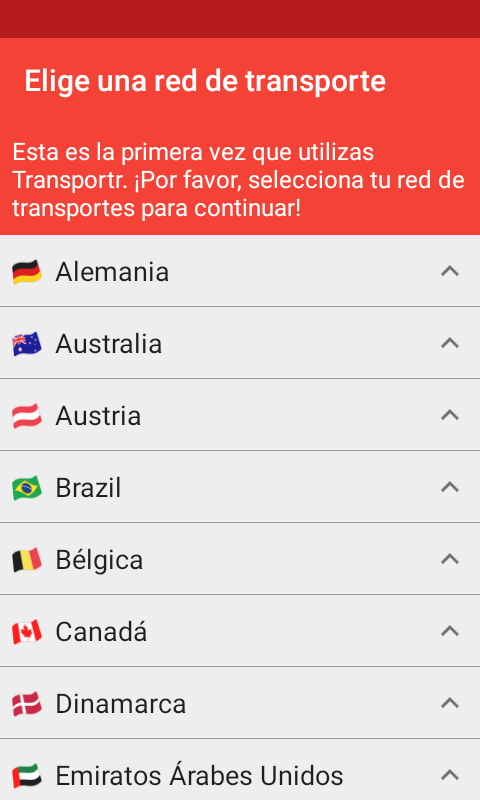 Elige una red de transporte
Esta es la primera vez que utilizas
Transportr. ¡Por favor, selecciona tu red de
transportes para continuar!
Alemania
Australia
Austria
Brazil
Bélgica
Canadá
Dinamarca
Emiratos Árabes Unidos